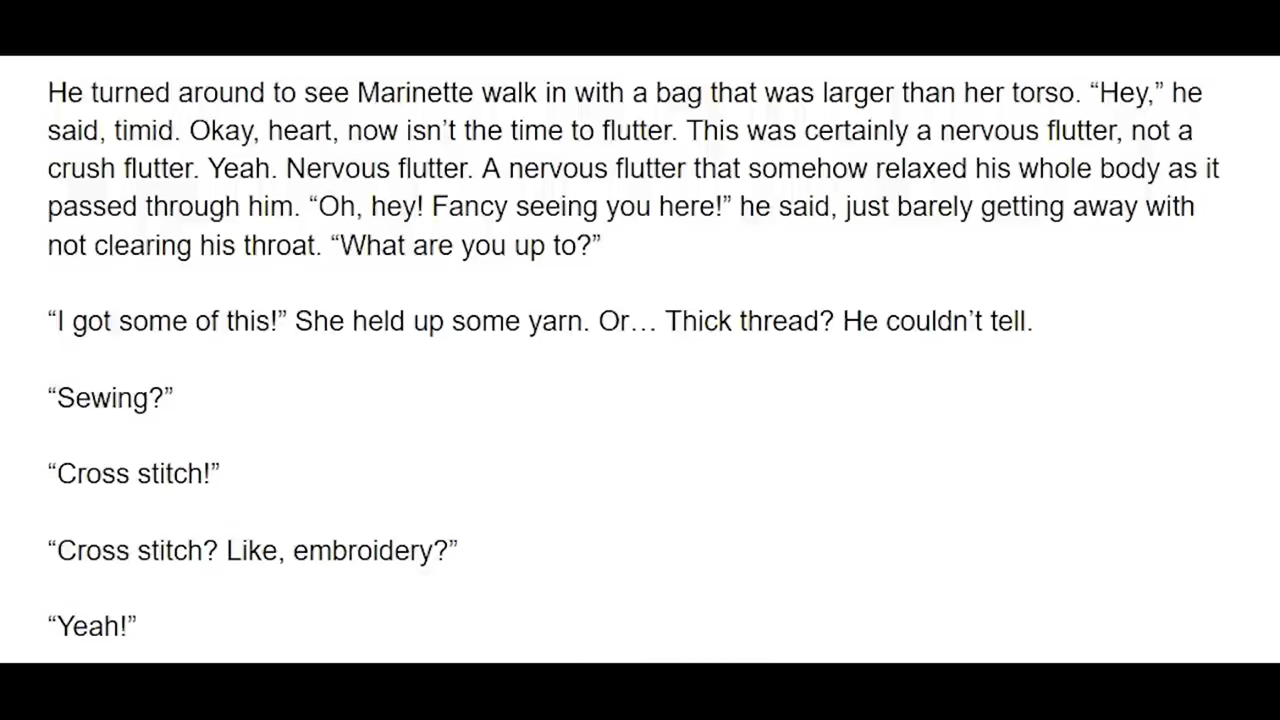 He turned around to see Marinette walk in with a bag that was larger than her torso. “Hey,” he
said, timid. Okay, heart, now isn’t the time to flutter. This was certainly a nervous flutter, not a
crush flutter. Yeah. Nervous flutter. A nervous flutter that somehow relaxed his whole body as it
passed through him. “Oh, hey! Fancy seeing you here!” he said, just barely getting away with
not clearing his throat. “What are you up to?”
“I got some of this!” She held up some yarn. Or… Thick thread? He couldn’t tell.
“Sewing?”
“Cross stitch!”
“Cross stitch? Like, embroidery?”
“Yeah!”